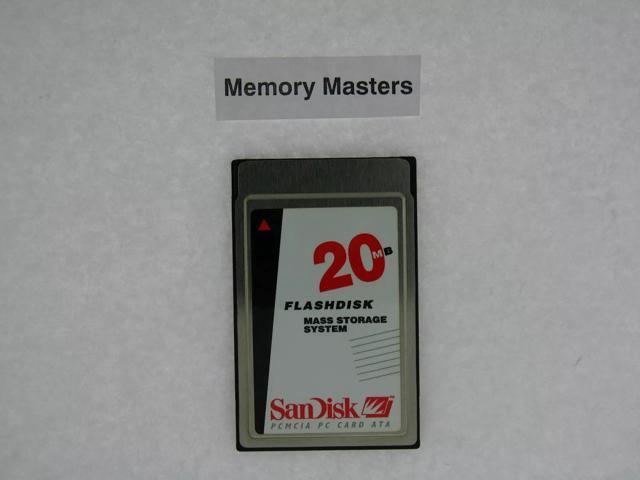 Memory Masters
20MB
FLASHDISK
MASS STORAGE
SYSTEM
SanDisk
PCMCIA PC CARD ATA